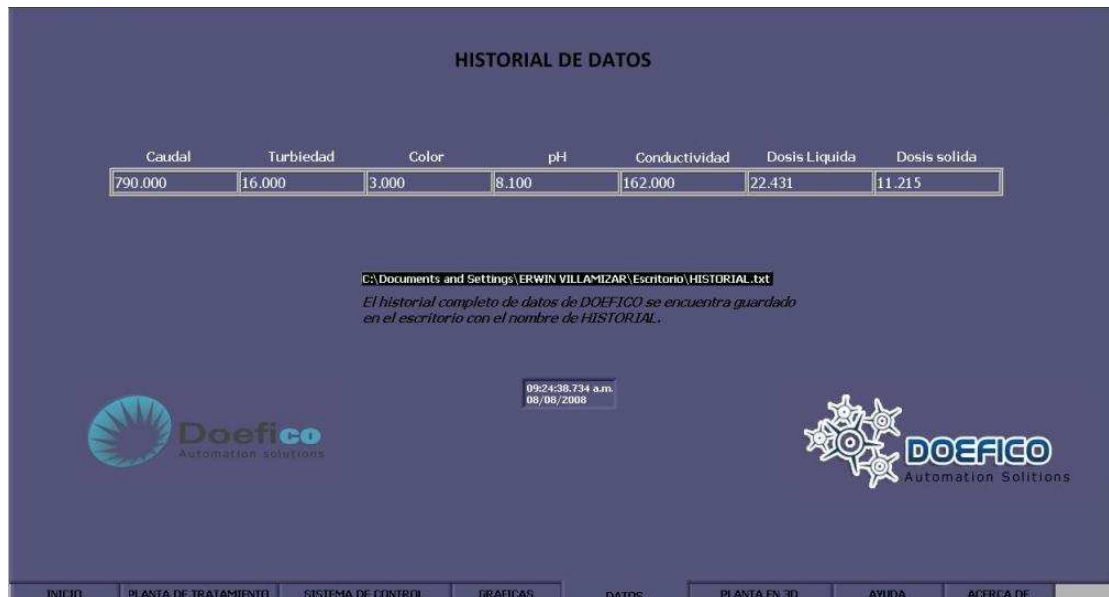 HISTORIAL DE DATOS
Caudal Turbiedad Color pH Conductividad Dosis Liquida Dosis solida
790.000 16.000 3.000 8.100 162.000 22.431 11.215
C:\Documents and Settings\ERWIN VILLAMIZAR\Escritorio\HISTORIAL.txt
El historial completo de datos de DOEFICO se encuentra guardado
en el escritorio con el nombre de HISTORIAL.
09:24:38.734 a.m.
08/08/2008
Doefico
Automation solutions
DOEFICO
Automation Solitions
INICIO PLANTA DE TRATAMIENTO SISTEMA DE CONTROL GRAFICAS DATOS PLANTA EN 3D AYUDA ACERCA DE